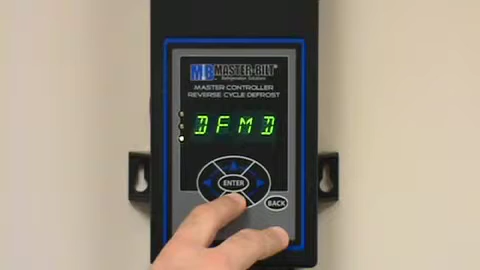 MB MASTER-BILT
Refrigeration Solutions
MASTER CONTROLLER
REVERSE CYCLE DEFROST
DFMD
ENTER
BACK